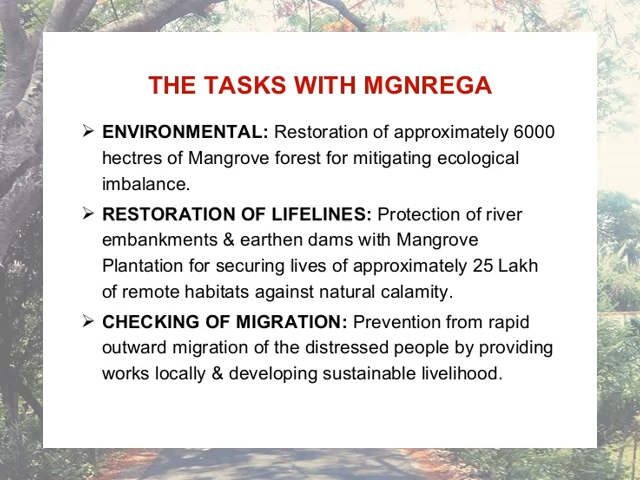 THE TASKS WITH MGNREGA
➢ ENVIRONMENTAL: Restoration of approximately 6000
hectres of Mangrove forest for mitigating ecological
imbalance.
➢ RESTORATION OF LIFELINES: Protection of river
embankments & earthen dams with Mangrove
Plantation for securing lives of approximately 25 Lakh
of remote habitats against natural calamity.
➢ CHECKING OF MIGRATION: Prevention from rapid
outward migration of the distressed people by providing
works locally & developing sustainable livelihood.